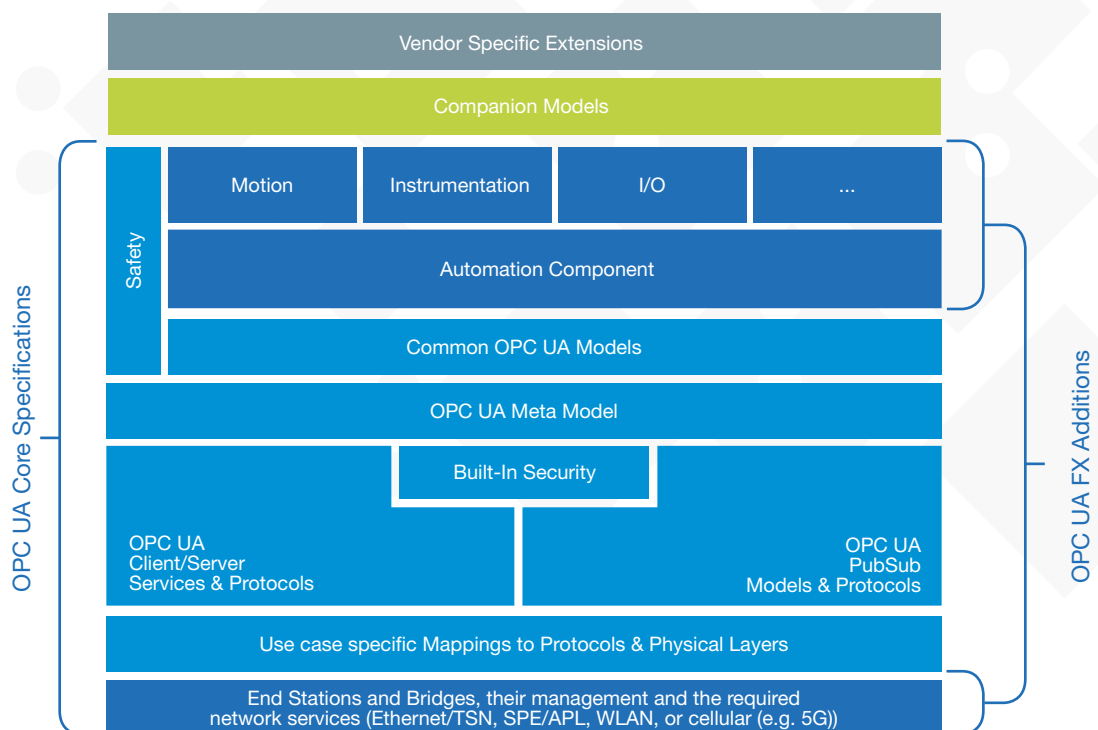 Vendor Specific Extensions
Companion Models
Motion
Instrumentation
I/O
...
Safety
Automation Component
Common OPC UA Models
OPC UA Meta Model
Built-In Security
OPC UA
Client/Server
Services & Protocols
OPC UA
PubSub
Models & Protocols
Use case specific Mappings to Protocols & Physical Layers
End Stations and Bridges, their management and the required
network services (Ethernet/TSN, SPE/APL, WLAN, or cellular (e.g. 5G))
OPC UA Core Specifications
OPC UA FX Additions